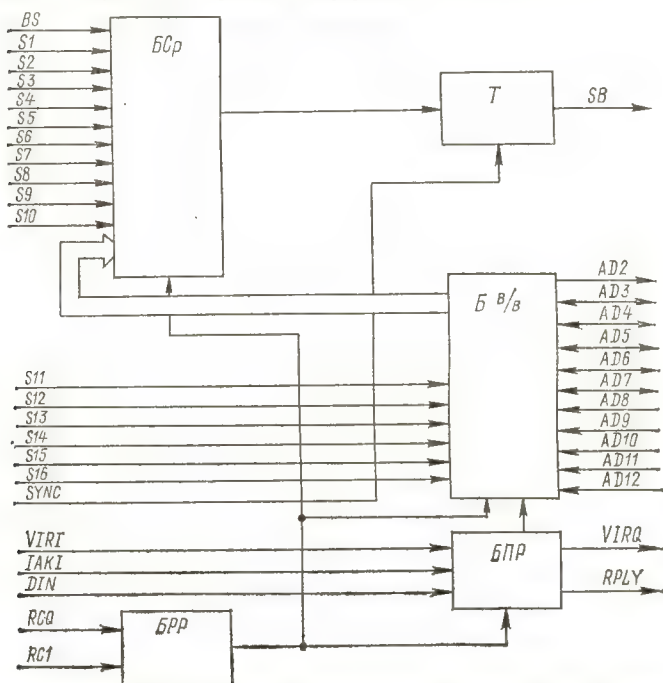 BS
S1
S2
S3
S4
S5
S6
S7
S8
S9
S10
БСр
T
SB
Б в/в
AD2
AD3
AD4
AD5
AD6
AD7
AD8
AD9
AD10
AD11
AD12
S11
S12
S13
S14
S15
S16
SYNC
VIRI
IAKI
DIN
БПР
VIRQ
RPLY
RC0
RC1
БРР